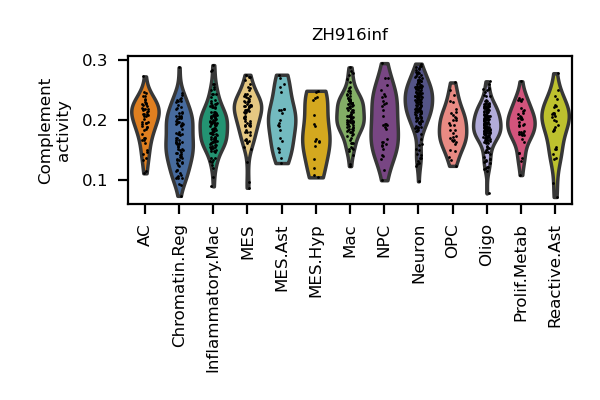 ZH916inf
Complement
activity
0.3
0.2
0.1
AC
Chromatin.Reg
Inflammatory.Mac
MES
MES.Ast
MES.Hyp
Mac
NPC
Neuron
OPC
Oligo
Prolif.Metab
Reactive.Ast